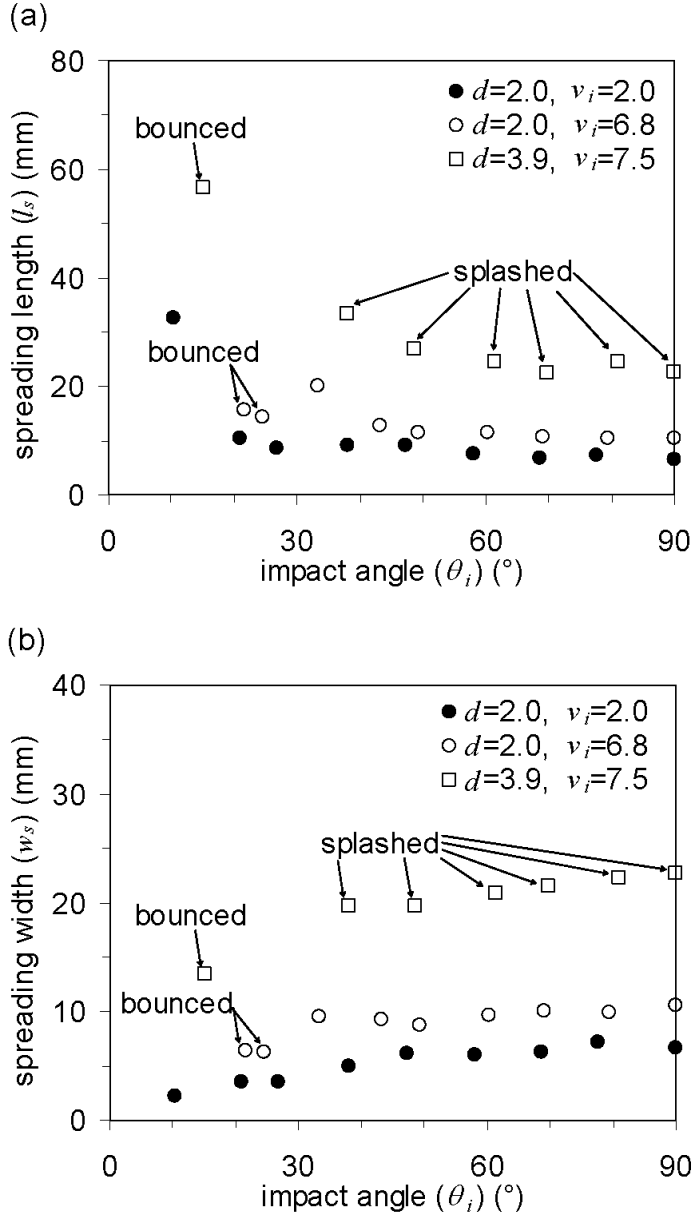 (a)
80
● d=2.0, vi=2.0
○ d=2.0, vi=6.8
□ d=3.9, vi=7.5
bounced
60
splashed
40
bounced
20
0
spreading length (ls) (mm)
0 30 60 90
impact angle (θi) (°)
(b)
40
● d=2.0, vi=2.0
○ d=2.0, vi=6.8
□ d=3.9, vi=7.5
30
splashed
20
bounced
bounced
10
0
spreading width (ws) (mm)
0 30 60 90
impact angle (θi) (°)